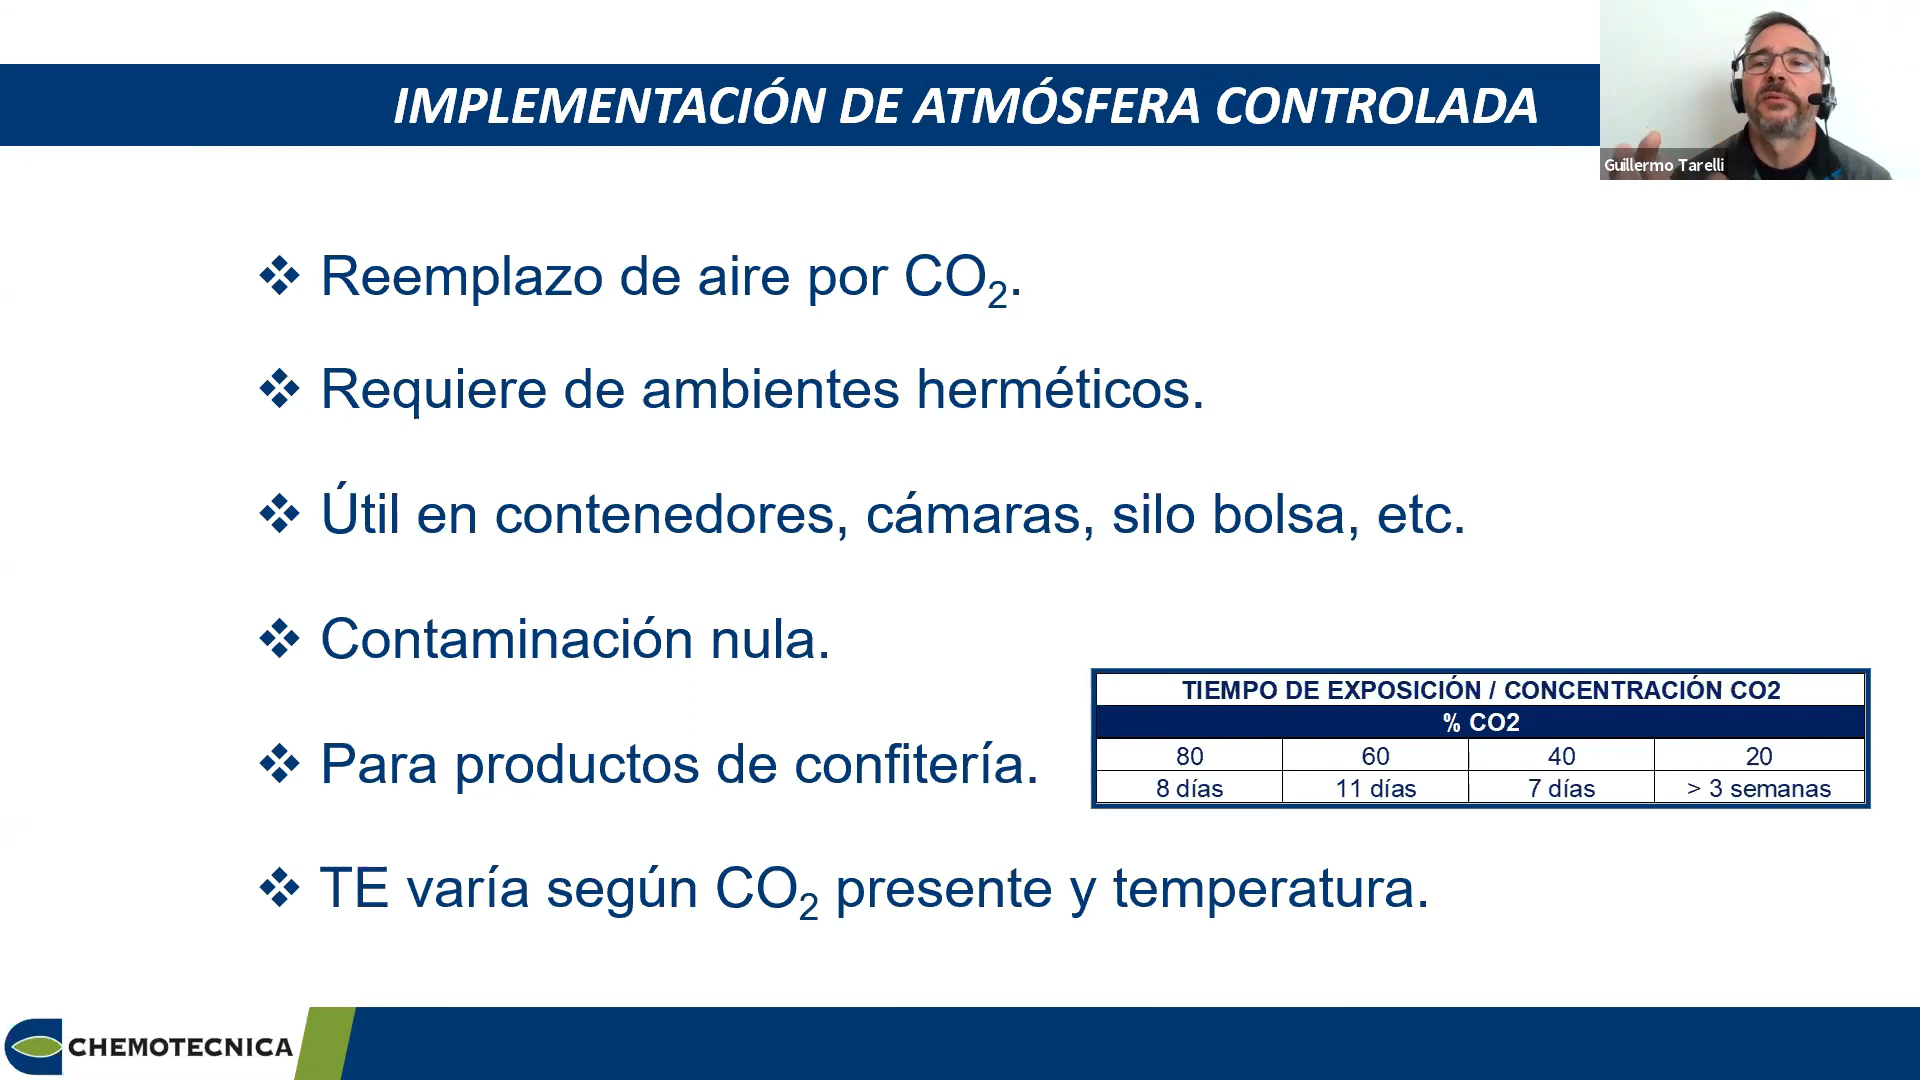 IMPLEMENTACIÓN DE ATMÓSFERA CONTROLADA
Guillermo Tarelli
❖ Reemplazo de aire por CO₂.
❖ Requiere de ambientes herméticos.
❖ Útil en contenedores, cámaras, silo bolsa, etc.
❖ Contaminación nula.
❖ Para productos de confitería.
TIEMPO DE EXPOSICIÓN / CONCENTRACIÓN CO2
% CO2
80 60 40 20
8 días 11 días 7 días > 3 semanas
❖ TE varía según CO₂ presente y temperatura.
CHEMOTECNICA